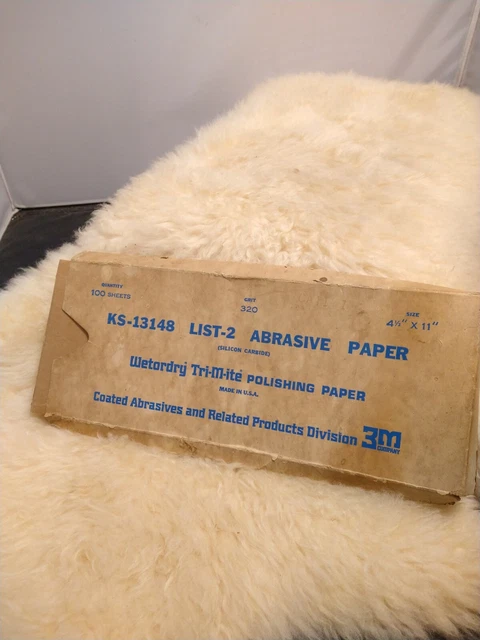 QUANTITY
100 SHEETS
GRIT
320
SIZE
4½" X 11"
KS-13148 LIST-2 ABRASIVE PAPER
(SILICON CARBIDE)
Wetordry Tri-M-ite POLISHING PAPER
MADE IN U.S.A.
Coated Abrasives and Related Products Division 3M COMPANY